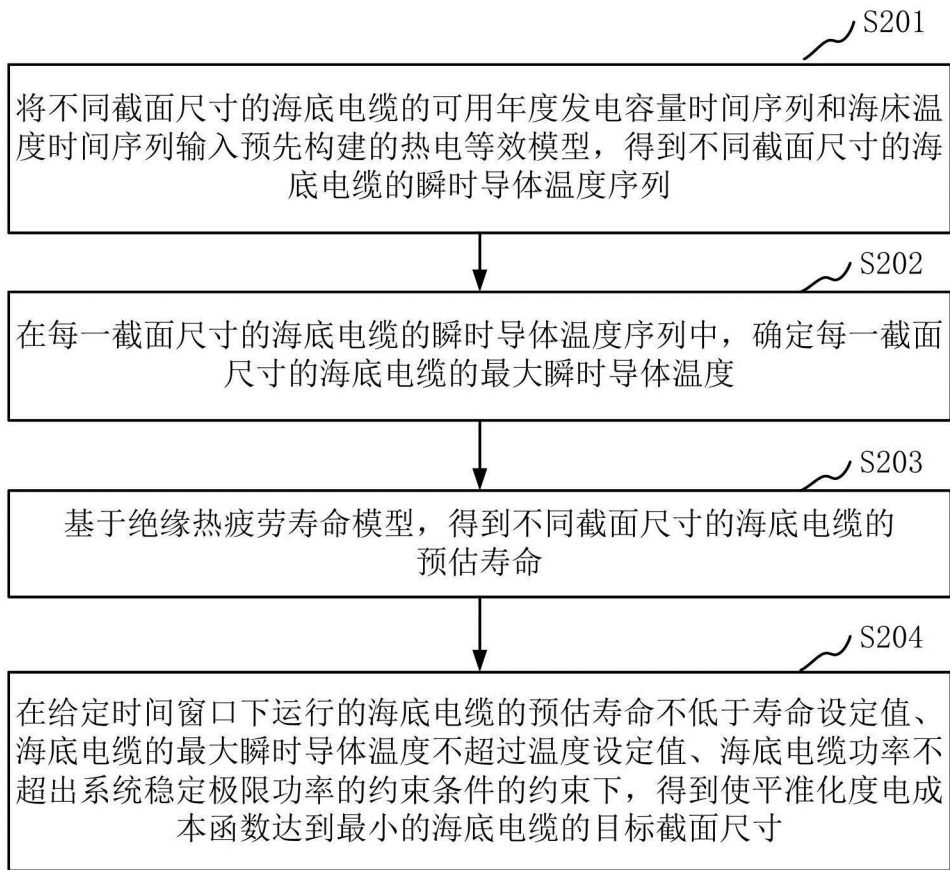 S201
将不同截面尺寸的海底电缆的可用年度发电容量时间序列和海床温
度时间序列输入预先构建的热电等效模型，得到不同截面尺寸的海
底电缆的瞬时导体温度序列
S202
在每一截面尺寸的海底电缆的瞬时导体温度序列中，确定每一截面
尺寸的海底电缆的最大瞬时导体温度
S203
基于绝缘热疲劳寿命模型，得到不同截面尺寸的海底电缆的
预估寿命
S204
在给定时间窗口下运行的海底电缆的预估寿命不低于寿命设定值、
海底电缆的最大瞬时导体温度不超过温度设定值、海底电缆功率不
超出系统稳定极限功率的约束条件的约束下，得到使平准化度电成
本函数达到最小的海底电缆的目标截面尺寸